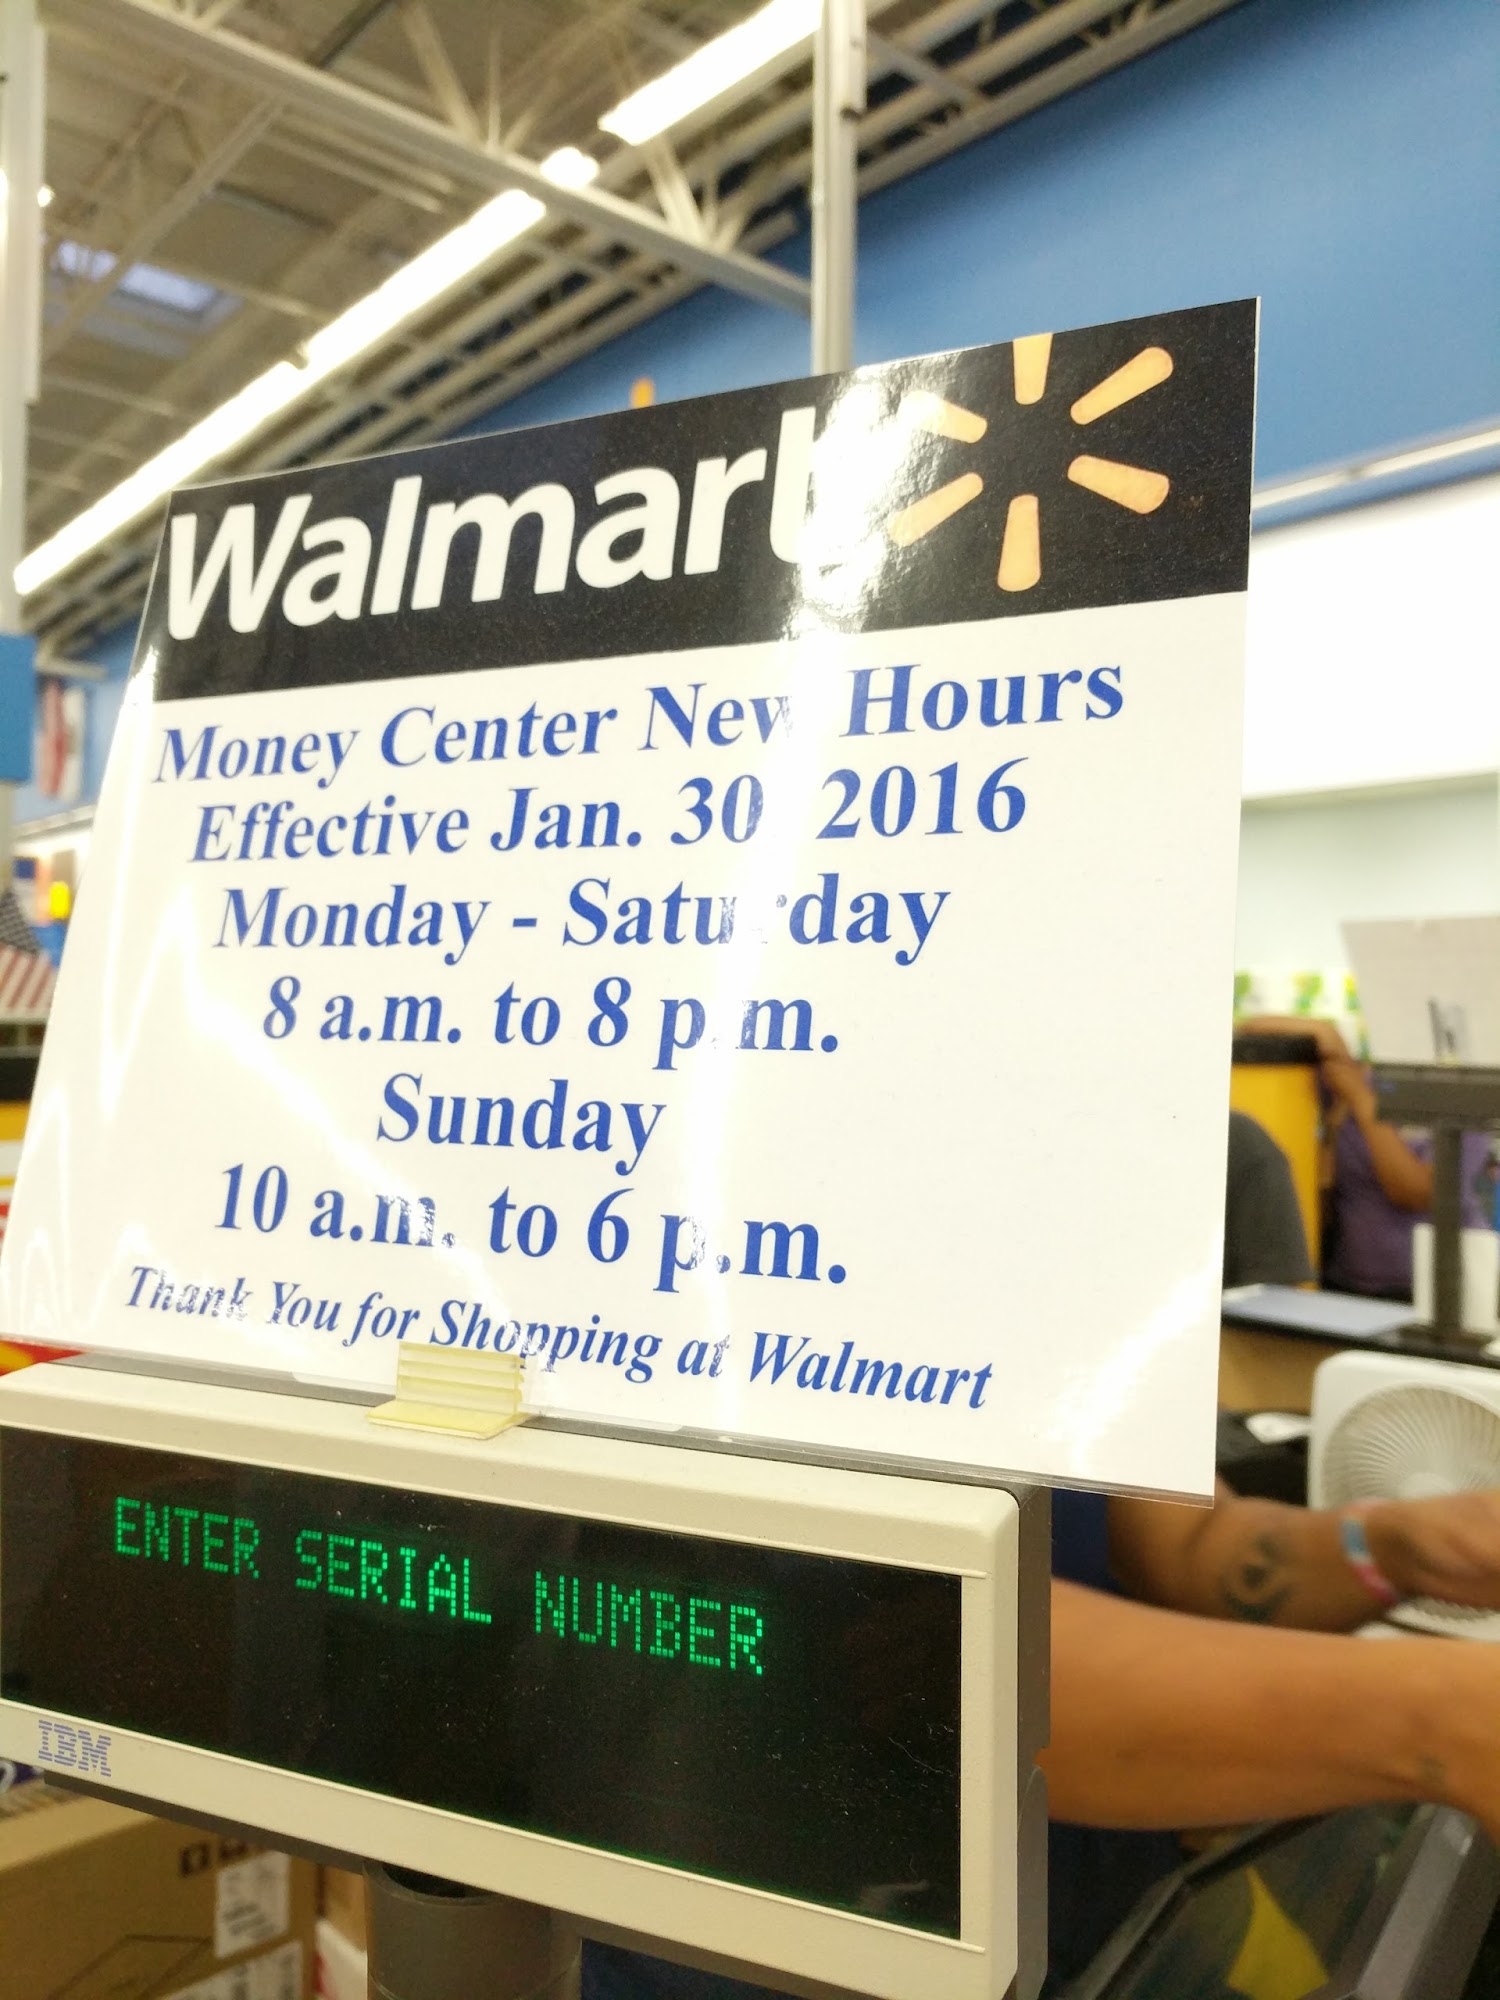 Walmart
Money Center New Hours
Effective Jan. 30 2016
Monday - Saturday
8 a.m. to 8 p.m.
Sunday
10 a.m. to 6 p.m.
Thank You for Shopping at Walmart
ENTER SERIAL NUMBER
IBM